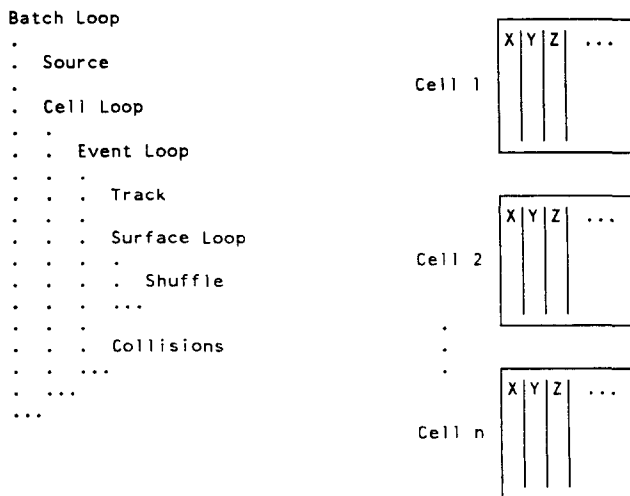 Batch Loop
.
. Source
.
. Cell Loop
. .
. . Event Loop
. . .
. . . Track
. . .
. . . Surface Loop
. . . .
. . . . Shuffle
. . . ...
. . .
. . . Collisions
. . ...
. ...
...
Cell 1
X Y Z ...
Cell 2
X Y Z ...
.
.
.
Cell n
X Y Z ...